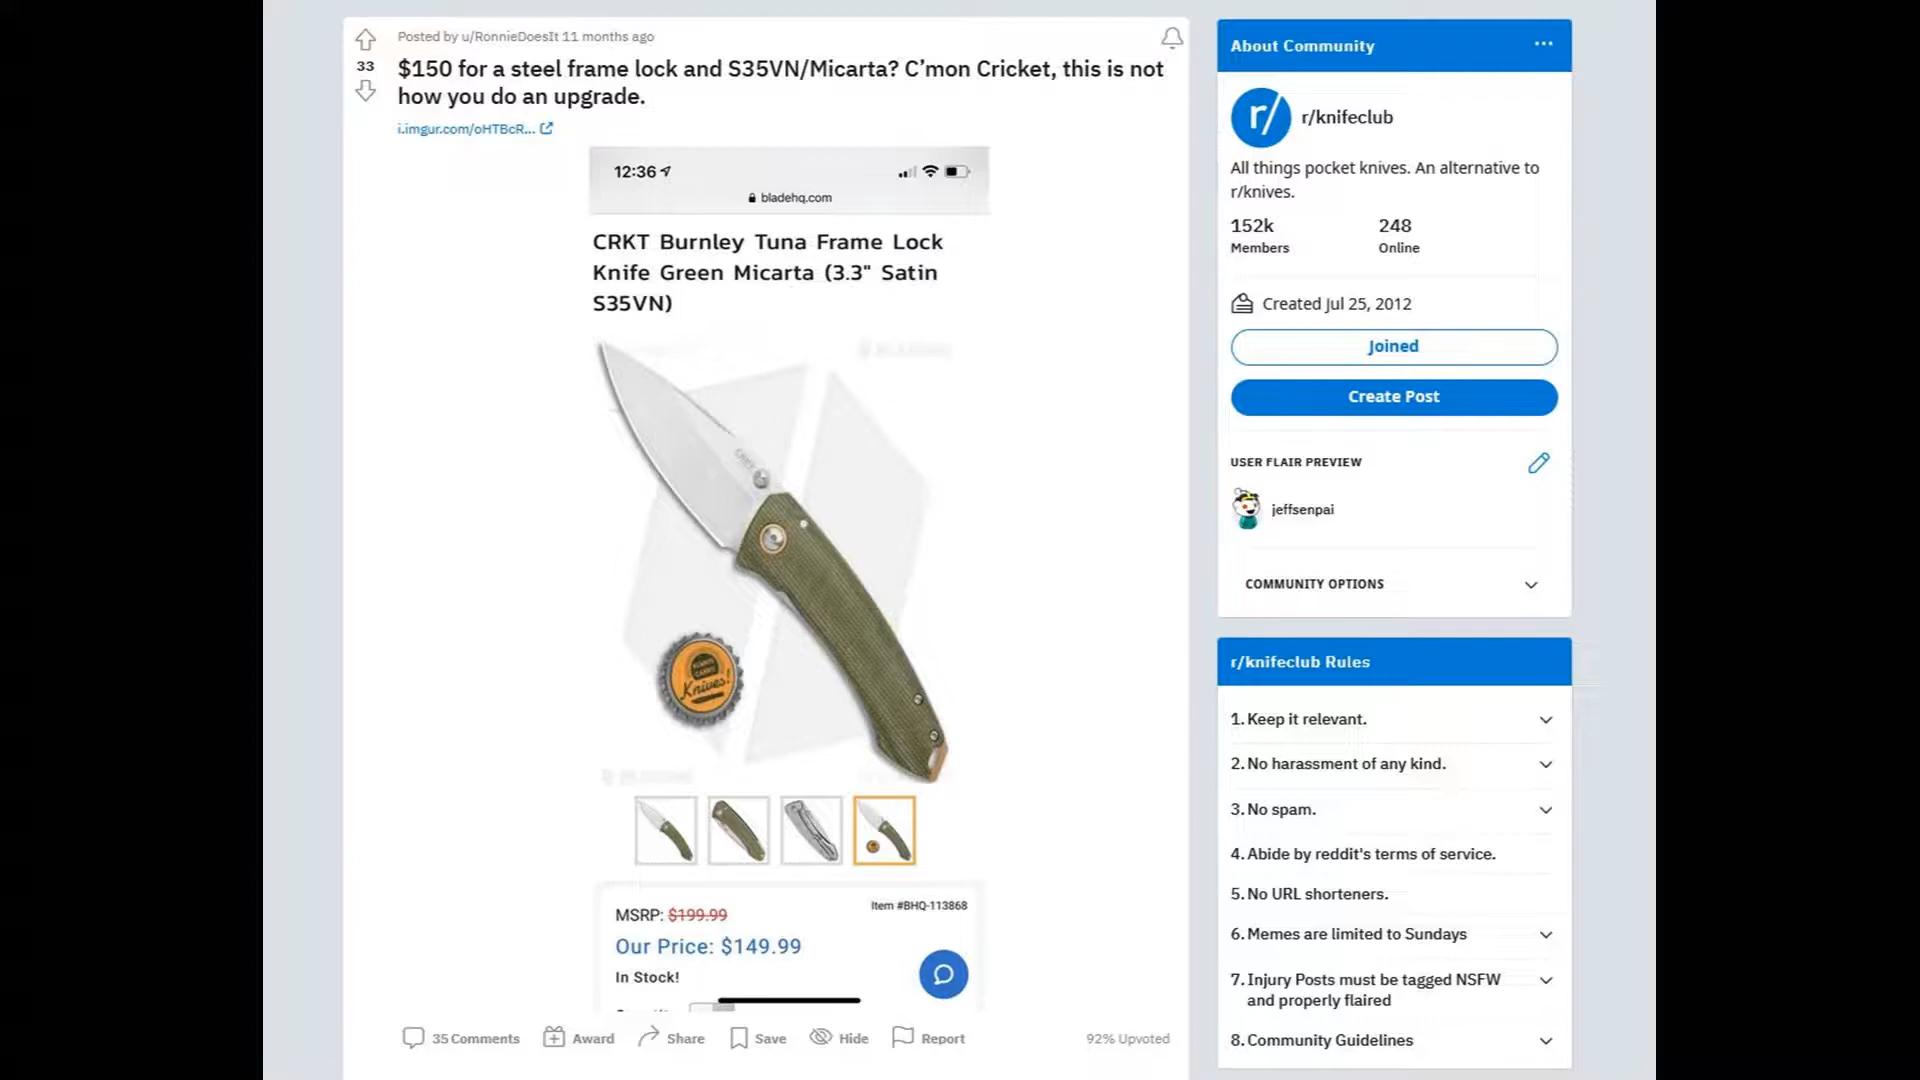 Posted by u/RonnieDoesIt 11 months ago
33
$150 for a steel frame lock and S35VN/Micarta? C’mon Cricket, this is not
how you do an upgrade.
i.imgur.com/oHTBcR...
12:36
bladehq.com
CRKT Burnley Tuna Frame Lock
Knife Green Micarta (3.3" Satin
S35VN)
CRKT
Knives!
MSRP: $199.99
Item #BHQ-113868
Our Price: $149.99
In Stock!
35 Comments
Award
Share
Save
Hide
Report
92% Upvoted
About Community
r/
r/knifeclub
All things pocket knives. An alternative to
r/knives.
152k
248
Members
Online
Created Jul 25, 2012
Joined
Create Post
USER FLAIR PREVIEW
jeffsenpai
COMMUNITY OPTIONS
r/knifeclub Rules
1. Keep it relevant.
2. No harassment of any kind.
3. No spam.
4. Abide by reddit's terms of service.
5. No URL shorteners.
6. Memes are limited to Sundays
7. Injury Posts must be tagged NSFW
and properly flaired
8. Community Guidelines